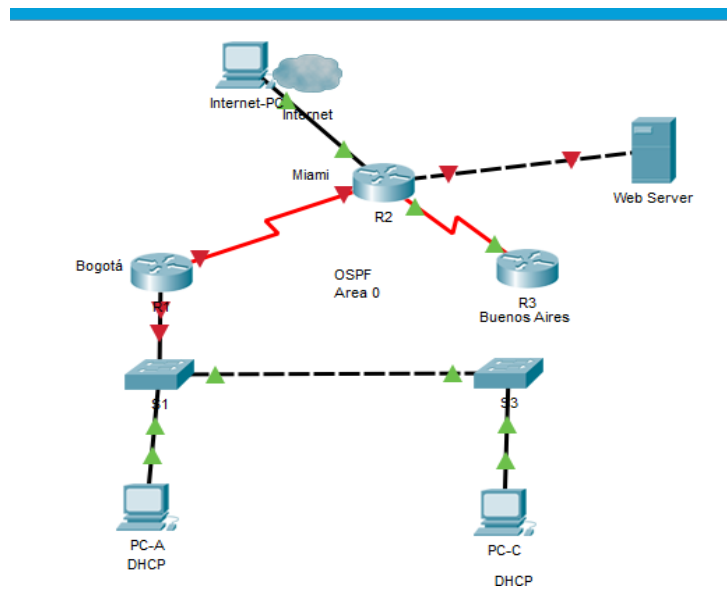 Internet-PC
Internet
Miami
R2
Web Server
Bogotá
R1
OSPF
Area 0
R3
Buenos Aires
S1
S3
PC-A
DHCP
PC-C
DHCP